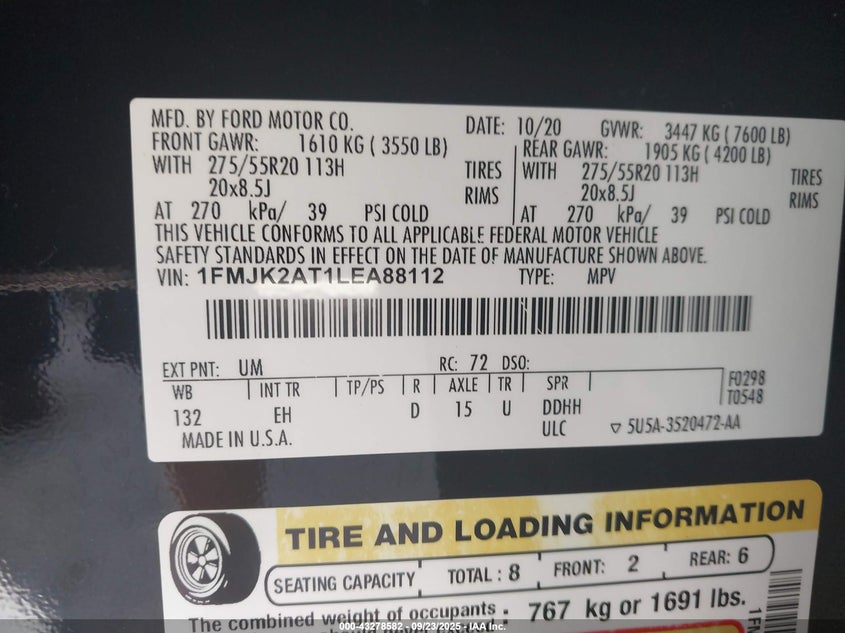 MFD. BY FORD MOTOR CO. DATE: 10/20 GVWR: 3447 KG ( 7600 LB)
FRONT GAWR: 1610 KG ( 3550 LB) REAR GAWR: 1905 KG ( 4200 LB)
WITH 275/55R20 113H TIRES WITH 275/55R20 113H TIRES
20x8.5J RIMS 20x8.5J RIMS
AT 270 kPa/ 39 PSI COLD AT 270 kPa/ 39 PSI COLD
THIS VEHICLE CONFORMS TO ALL APPLICABLE FEDERAL MOTOR VEHICLE
SAFETY STANDARDS IN EFFECT ON THE DATE OF MANUFACTURE SHOWN ABOVE.
VIN: 1FMJK2AT1LEA88112 TYPE: MPV
EXT PNT: UM RC: 72 DSO:
WB INT TR TP/PS R AXLE TR SPR F0298
132 EH D 15 U DDHH T0548
ULC
MADE IN U.S.A. ▽ 5U5A-3520472-AA
TIRE AND LOADING INFORMATION
SEATING CAPACITY TOTAL : 8 FRONT: 2 REAR: 6
The combined weight of occupants : 767 kg or 1691 lbs.
000-43278582 - 09/23/2025 - IAA Inc.